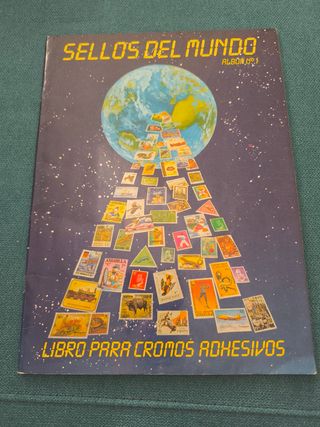 SELLOS DEL MUNDO
ALBUM Nº 1
LIBRO PARA CROMOS ADHESIVOS